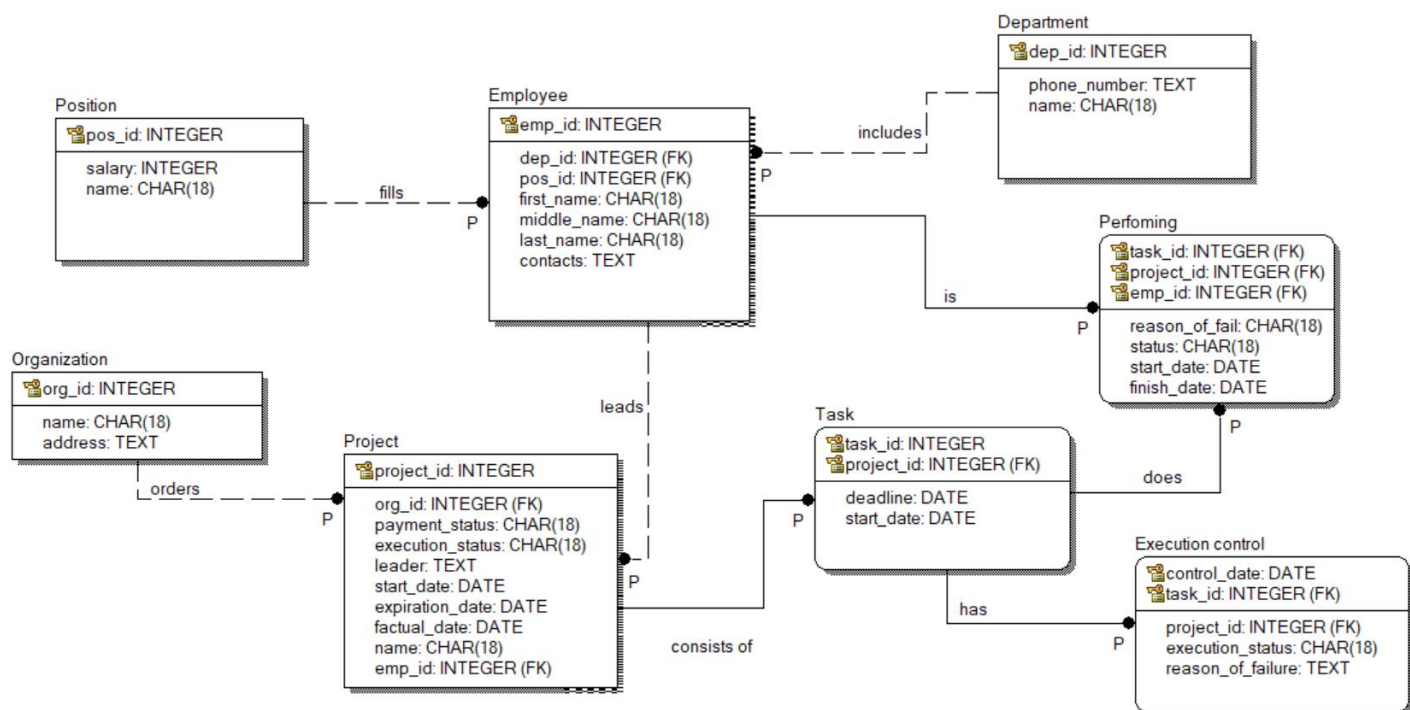 Department
dep_id: INTEGER
phone_number: TEXT
name: CHAR(18)
includes
P
Position
pos_id: INTEGER
salary: INTEGER
name: CHAR(18)
fills
P
Employee
emp_id: INTEGER
dep_id: INTEGER (FK)
pos_id: INTEGER (FK)
first_name: CHAR(18)
middle_name: CHAR(18)
last_name: CHAR(18)
contacts: TEXT
is
P
Perfoming
task_id: INTEGER (FK)
project_id: INTEGER (FK)
emp_id: INTEGER (FK)
reason_of_fail: CHAR(18)
status: CHAR(18)
start_date: DATE
finish_date: DATE
P
Organization
org_id: INTEGER
name: CHAR(18)
address: TEXT
orders
P
leads
P
Project
project_id: INTEGER
org_id: INTEGER (FK)
payment_status: CHAR(18)
execution_status: CHAR(18)
leader: TEXT
start_date: DATE
expiration_date: DATE
factual_date: DATE
name: CHAR(18)
emp_id: INTEGER (FK)
consists of
P
Task
task_id: INTEGER
project_id: INTEGER (FK)
deadline: DATE
start_date: DATE
does
has
P
Execution control
control_date: DATE
task_id: INTEGER (FK)
project_id: INTEGER (FK)
execution_status: CHAR(18)
reason_of_failure: TEXT